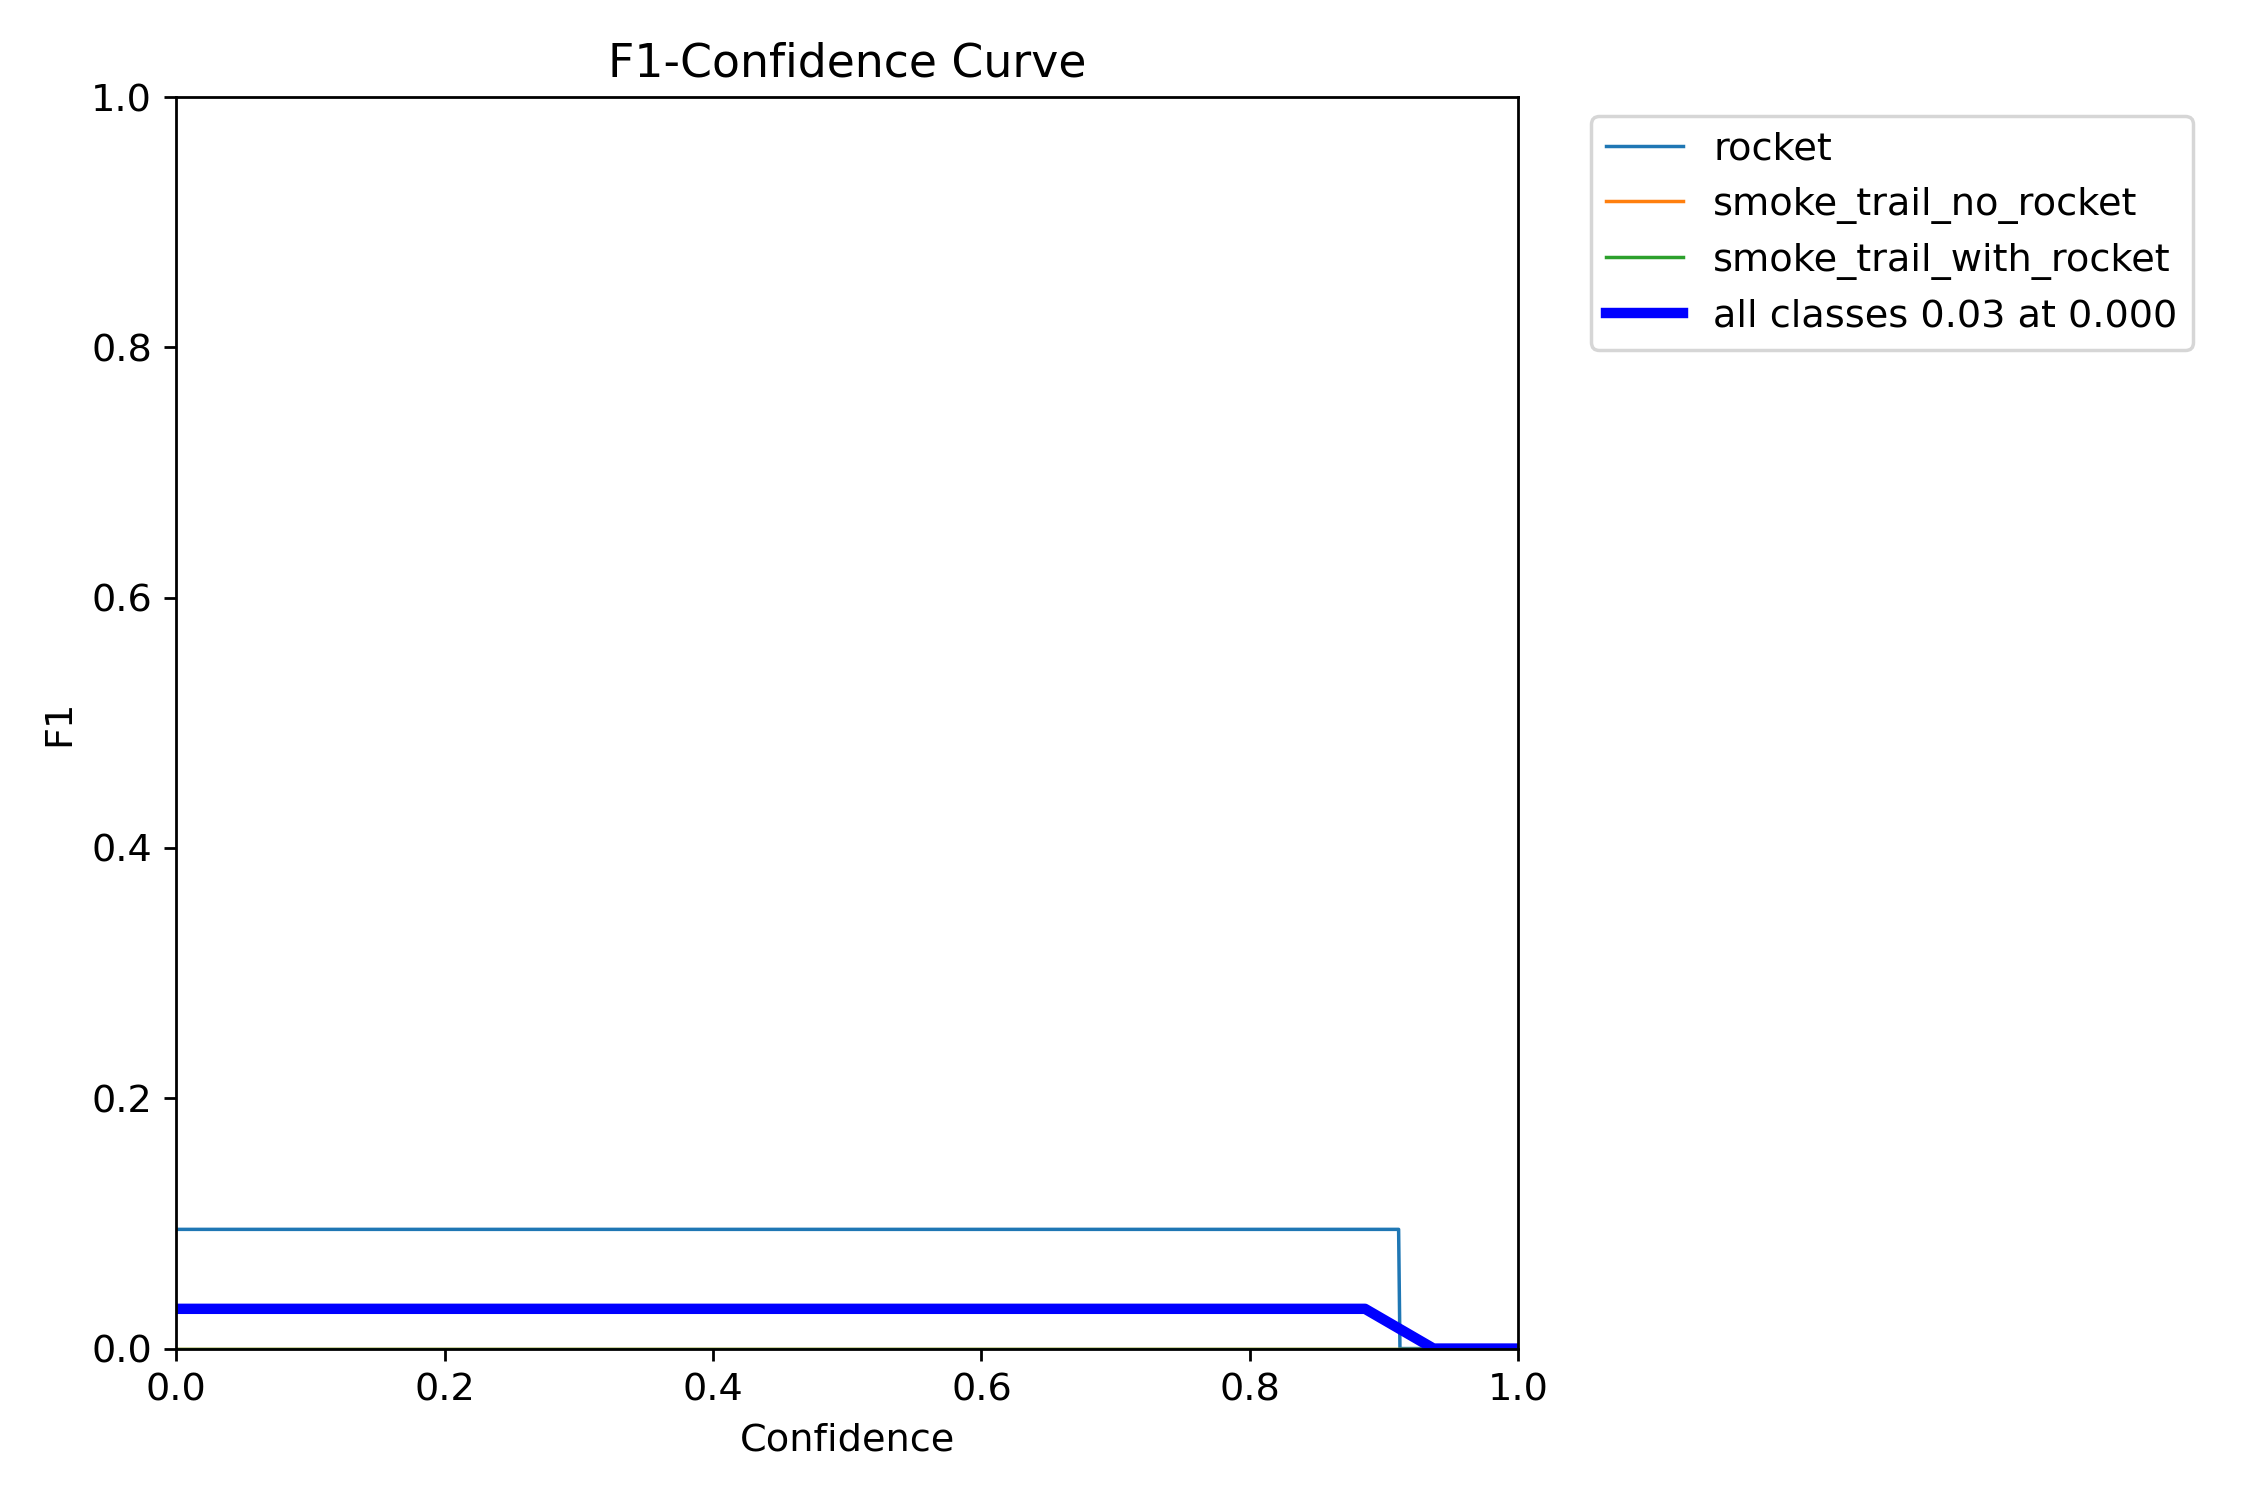 F1-Confidence Curve
1.0
0.8
0.6
0.4
0.2
0.0
F1
0.0 0.2 0.4 0.6 0.8 1.0
Confidence
rocket
smoke_trail_no_rocket
smoke_trail_with_rocket
all classes 0.03 at 0.000